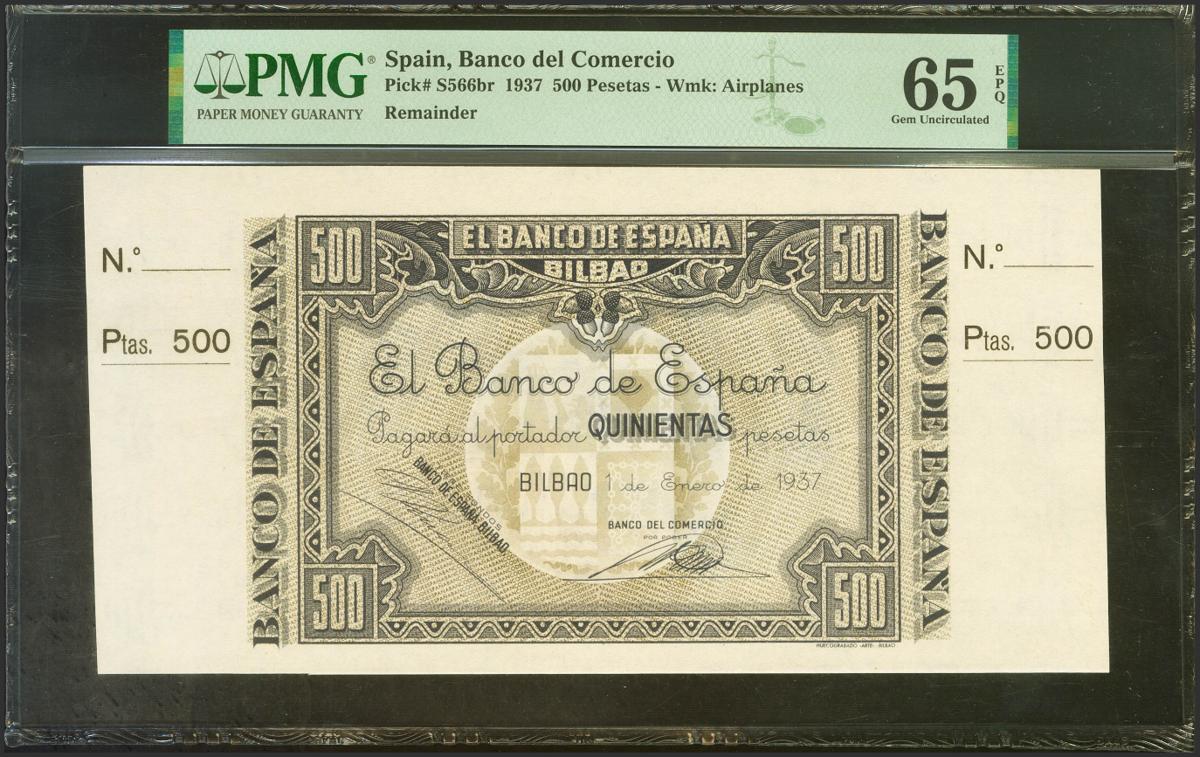 PMG®
PAPER MONEY GUARANTY
Spain, Banco del Comercio
Pick# S566br 1937 500 Pesetas - Wmk: Airplanes
Remainder
65 EPQ
Gem Uncirculated
N.º
Ptas. 500
BANCO DE ESPAÑA
500
EL BANCO DE ESPAÑA
BILBAO
500
El Banco de España
Pagará al portador QUINIENTAS pesetas
BILBAO 1 de Enero de 1937
BANCO DE ESPAÑA BILBAO
BANCO DEL COMERCIO
POR PODER
500
500
HUECOGRABADO -ARTE- BILBAO
BANCO DE ESPAÑA
N.º
Ptas. 500